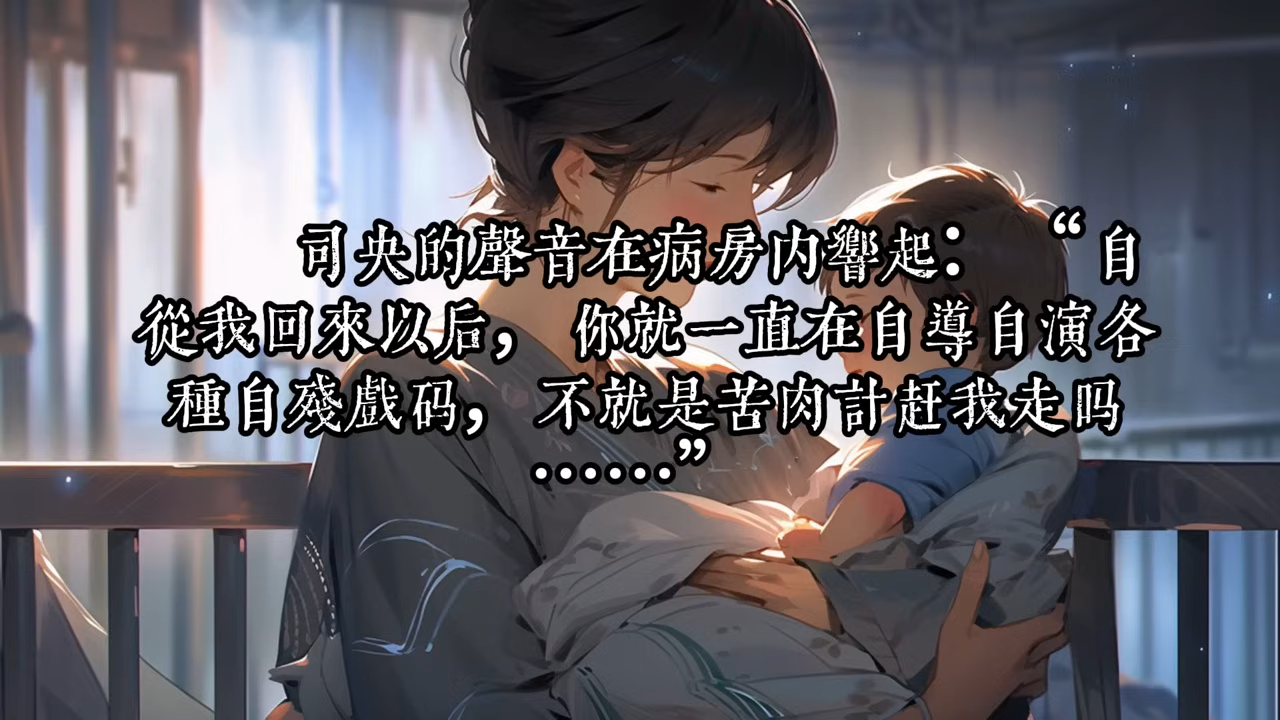 司央的聲音在病房内響起：“自
從我回來以后，你就一直在自導自演各
種自殘戲码，不就是苦肉計赶我走吗
……”